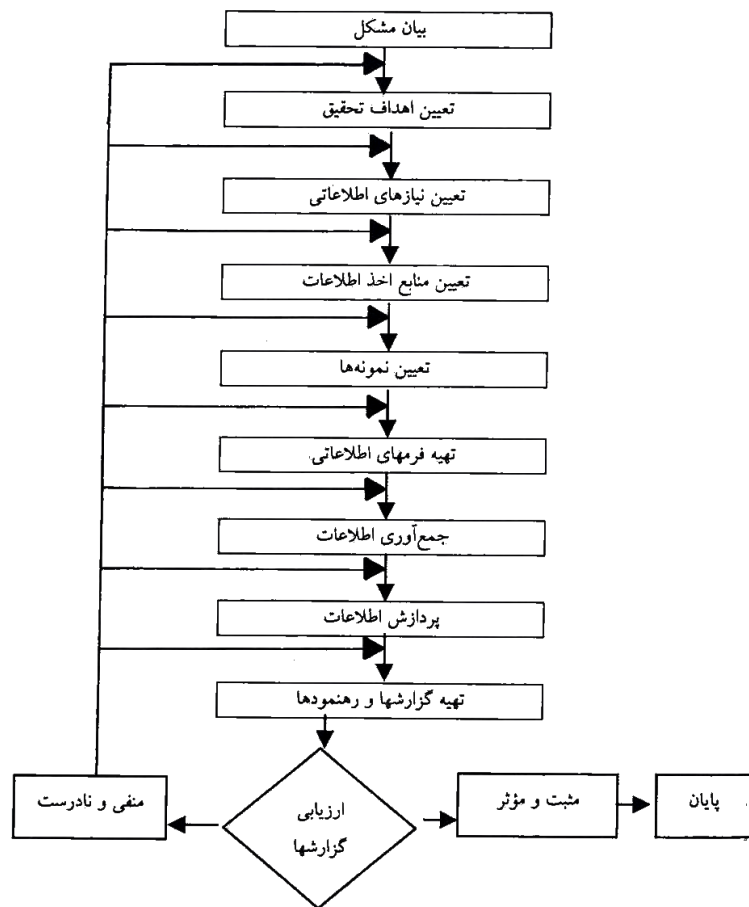 بیان مشکل
تعیین اهداف تحقیق
تعیین نیازهای اطلاعاتی
تعیین منابع اخذ اطلاعات
تعیین نمونه‌ها
تهیه فرمهای اطلاعاتی
جمع‌آوری اطلاعات
پردازش اطلاعات
تهیه گزارشها و رهنمودها
ارزیابی
گزارشها
منفی و نادرست
مثبت و مؤثر
پایان